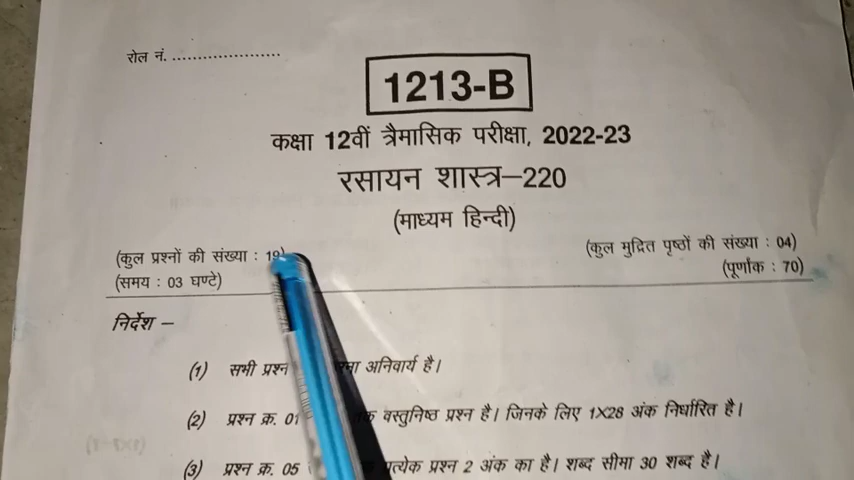 रोल नं. .....................
1213-B
कक्षा 12वीं त्रैमासिक परीक्षा, 2022-23
रसायन शास्त्र–220
(माध्यम हिन्दी)
(कुल प्रश्नों की संख्या : 19) (कुल मुद्रित पृष्ठों की संख्या : 04)
(समय : 03 घण्टे) (पूर्णांक : 70)
निर्देश –
(1) सभी प्रश्न अनिवार्य है।
(2) प्रश्न क्र. 01 वस्तुनिष्ठ प्रश्न है। जिनके लिए 1X28 अंक निर्धारित है।
(3) प्रश्न क्र. 05 प्रत्येक प्रश्न 2 अंक का है। शब्द सीमा 30 शब्द है।